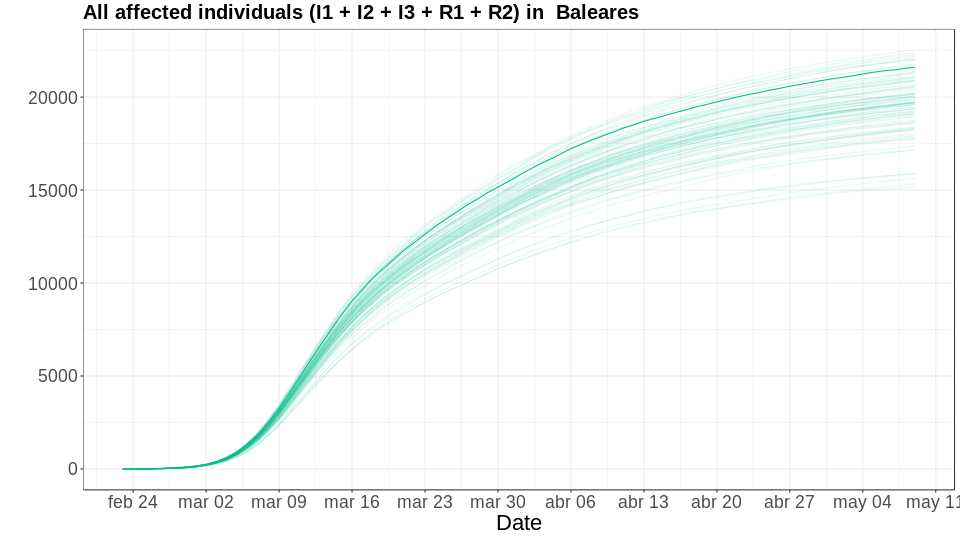 All affected individuals (I1 + I2 + I3 + R1 + R2) in  Baleares
20000
15000
10000
5000
0
feb 24 mar 02 mar 09 mar 16 mar 23 mar 30 abr 06 abr 13 abr 20 abr 27 may 04 may 11
Date